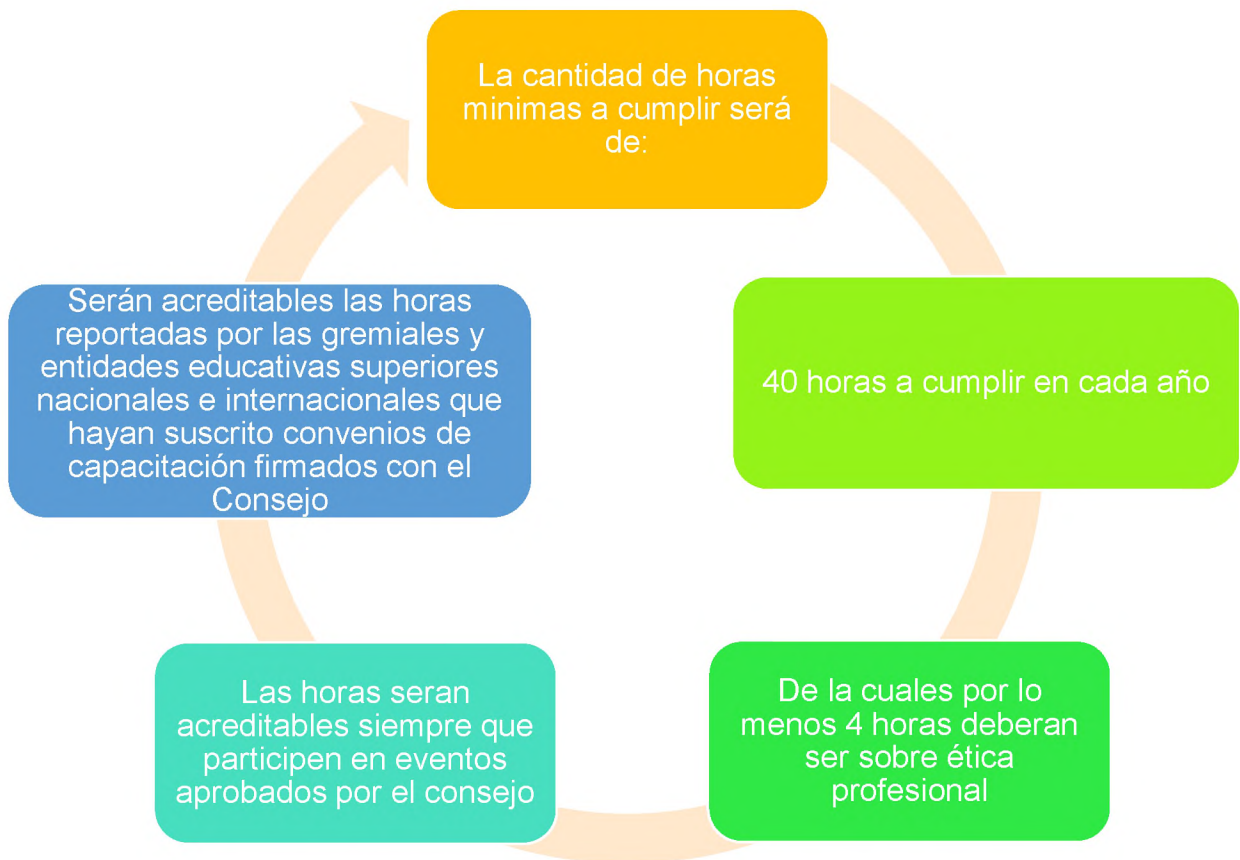 La cantidad de horas
minimas a cumplir será
de:
40 horas a cumplir en cada año
De la cuales por lo
menos 4 horas deberan
ser sobre ética
profesional
Las horas seran
acreditables siempre que
participen en eventos
aprobados por el consejo
Serán acreditables las horas
reportadas por las gremiales y
entidades educativas superiores
nacionales e internacionales que
hayan suscrito convenios de
capacitación firmados con el
Consejo